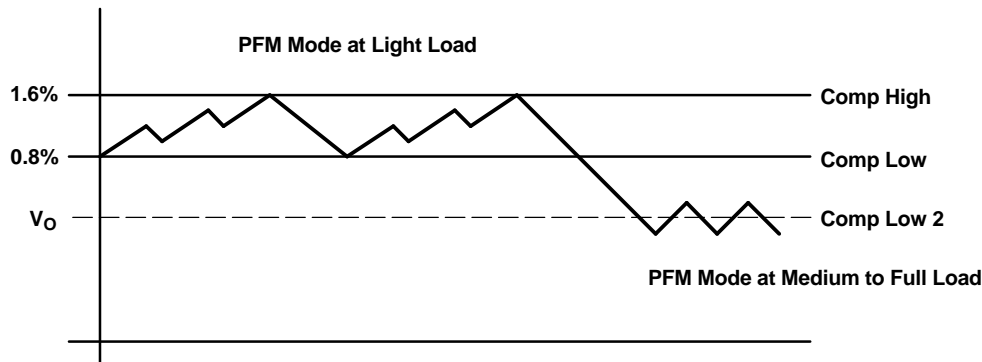 PFM Mode at Light Load
1.6%
Comp High
0.8%
Comp Low
VO
Comp Low 2
PFM Mode at Medium to Full Load